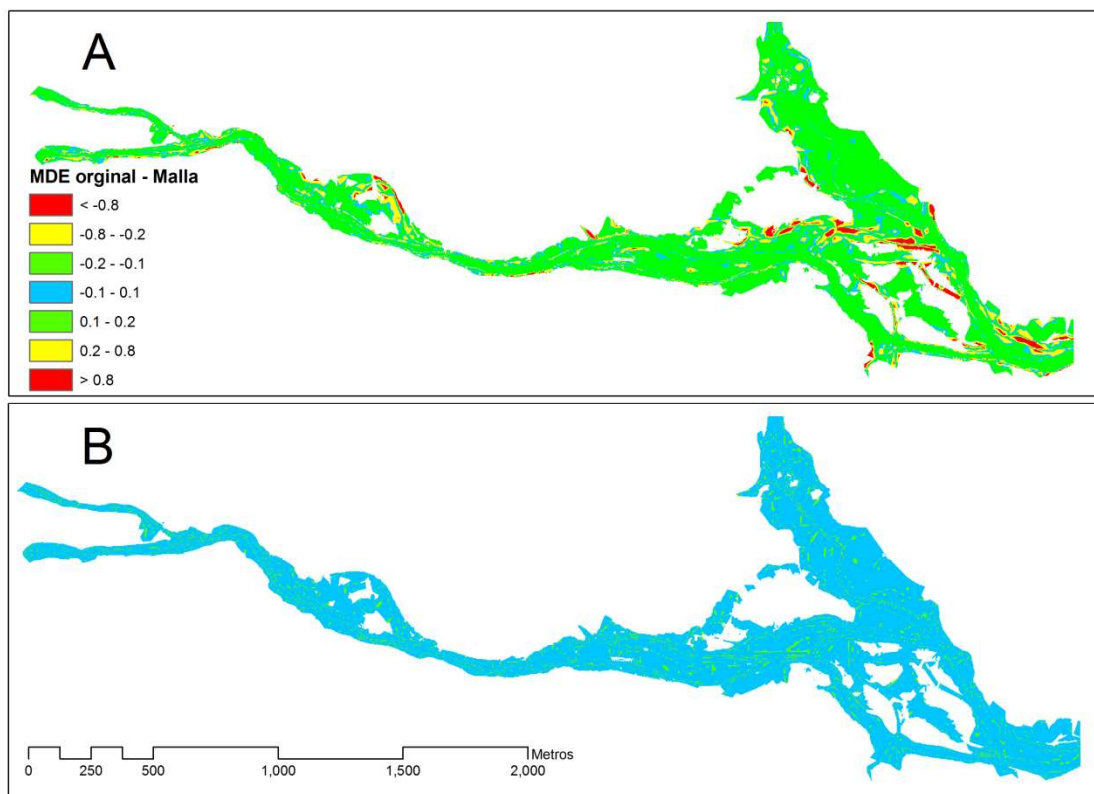 A
MDE orginal - Malla
< -0.8
-0.8 - -0.2
-0.2 - -0.1
-0.1 - 0.1
0.1 - 0.2
0.2 - 0.8
> 0.8
B
Metros
0 250 500 1,000 1,500 2,000